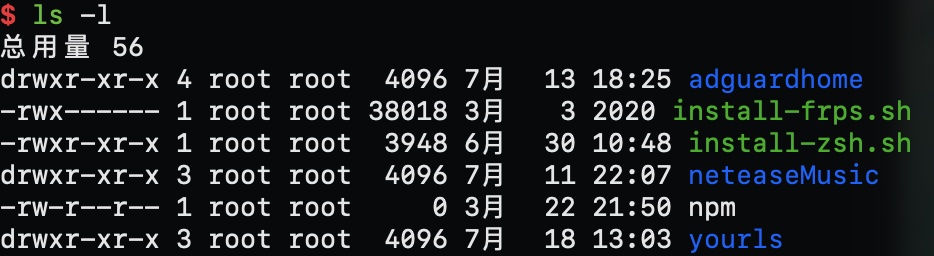 $ ls -l
总用量 56
drwxr-xr-x 4 root root  4096 7月  13 18:25 adguardhome
-rwx------ 1 root root 38018 3月   3 2020 install-frps.sh
-rwxr-xr-x 1 root root  3948 6月  30 10:48 install-zsh.sh
drwxr-xr-x 3 root root  4096 7月  11 22:07 neteaseMusic
-rw-r--r-- 1 root root     0 3月  22 21:50 npm
drwxr-xr-x 3 root root  4096 7月  18 13:03 yourls